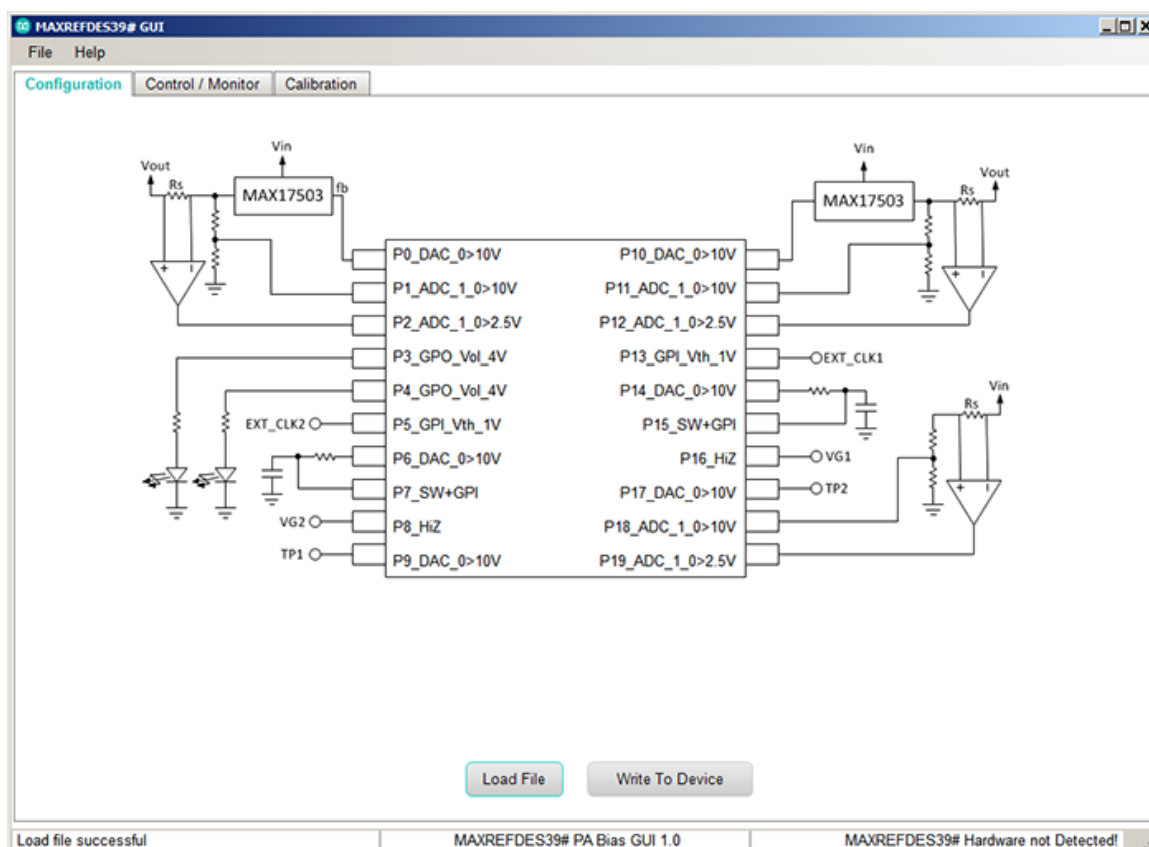 MAXREFDES39# GUI
File Help
Configuration Control / Monitor Calibration
Vin
Vout
Rs
MAX17503
fb
Vin
Vout
Rs
MAX17503
P0_DAC_0>10V
P1_ADC_1_0>10V
P2_ADC_1_0>2.5V
P3_GPO_Vol_4V
P4_GPO_Vol_4V
P5_GPI_Vth_1V
P6_DAC_0>10V
P7_SW+GPI
P8_HiZ
P9_DAC_0>10V
P10_DAC_0>10V
P11_ADC_1_0>10V
P12_ADC_1_0>2.5V
P13_GPI_Vth_1V
P14_DAC_0>10V
P15_SW+GPI
P16_HiZ
P17_DAC_0>10V
P18_ADC_1_0>10V
P19_ADC_1_0>2.5V
EXT_CLK2
VG2
TP1
EXT_CLK1
VG1
TP2
Vin
Rs
+ −
+ −
+ −
Load File Write To Device
Load file successful MAXREFDES39# PA Bias GUI 1.0 MAXREFDES39# Hardware not Detected!